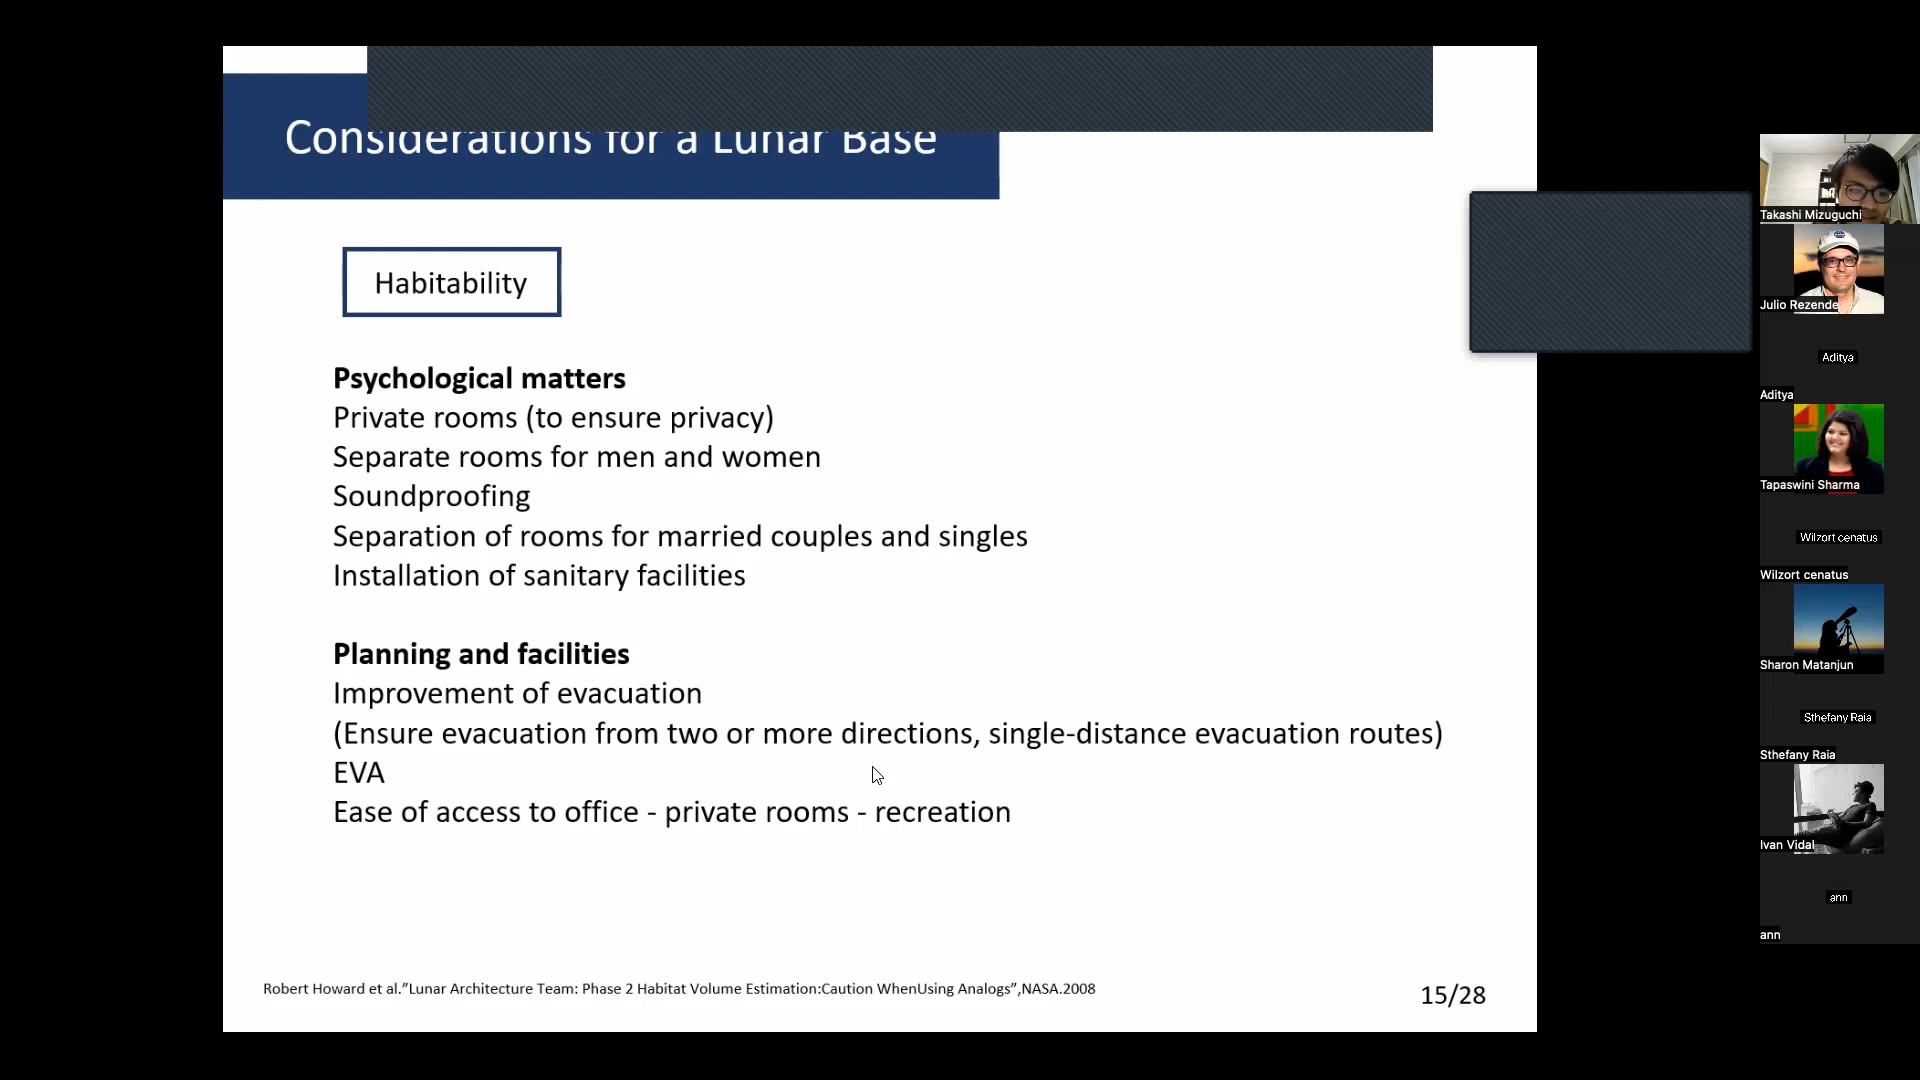 Considerations for a Lunar Base
Habitability
Psychological matters
Private rooms (to ensure privacy)
Separate rooms for men and women
Soundproofing
Separation of rooms for married couples and singles
Installation of sanitary facilities
Planning and facilities
Improvement of evacuation
(Ensure evacuation from two or more directions, single-distance evacuation routes)
EVA
Ease of access to office - private rooms - recreation
Robert Howard et al.”Lunar Architecture Team: Phase 2 Habitat Volume Estimation:Caution WhenUsing Analogs”,NASA.2008
15/28
Takashi Mizuguchi
Julio Rezende
Aditya
Aditya
Tapaswini Sharma
Wilzort cenatus
Wilzort cenatus
Sharon Matanjun
Sthefany Raia
Sthefany Raia
Ivan Vidal
ann
ann